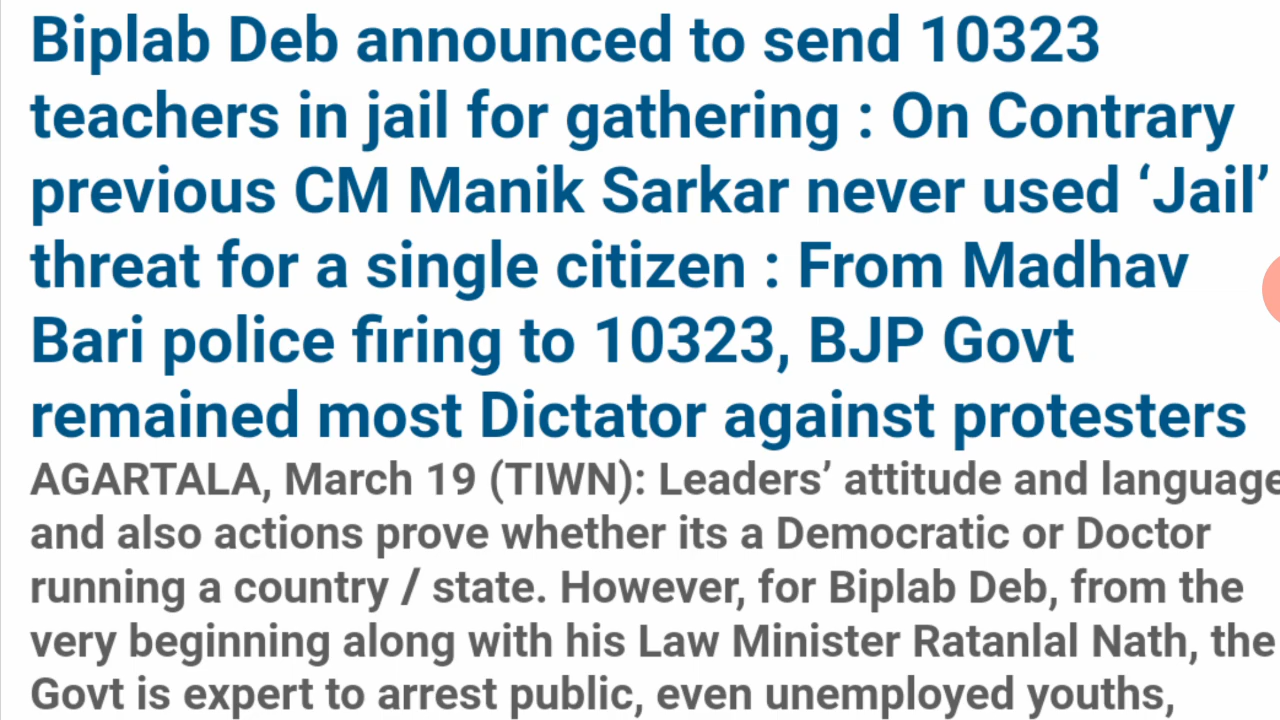 Biplab Deb announced to send 10323
teachers in jail for gathering : On Contrary
previous CM Manik Sarkar never used ‘Jail’
threat for a single citizen : From Madhav
Bari police firing to 10323, BJP Govt
remained most Dictator against protesters
AGARTALA, March 19 (TIWN): Leaders’ attitude and language
and also actions prove whether its a Democratic or Doctor
running a country / state. However, for Biplab Deb, from the
very beginning along with his Law Minister Ratanlal Nath, the
Govt is expert to arrest public, even unemployed youths,